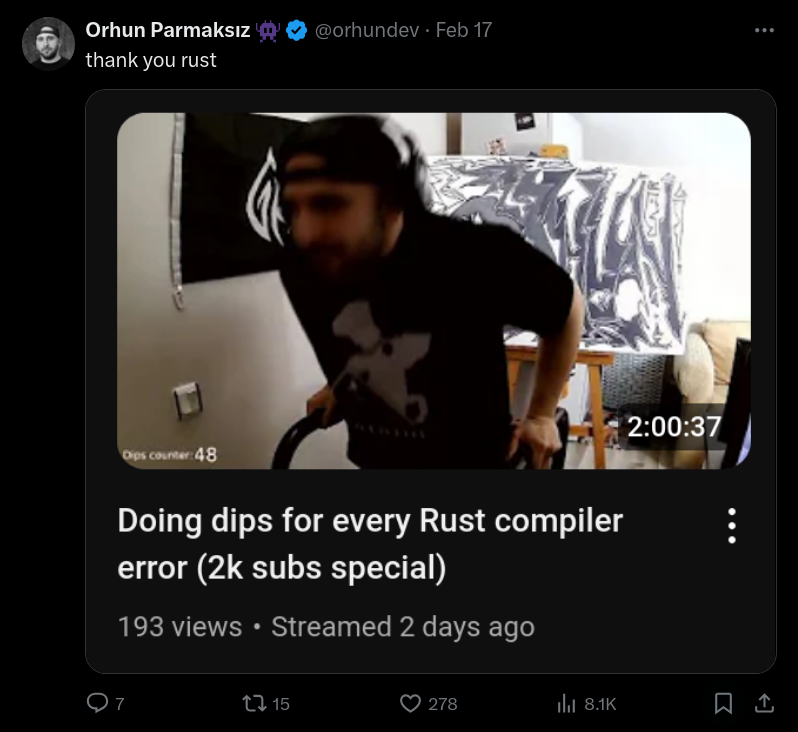 Orhun Parmaksız 👾 @orhundev · Feb 17
thank you rust
Dips counter: 48
2:00:37
Doing dips for every Rust compiler
error (2k subs special)
193 views • Streamed 2 days ago
7 15 278 8.1K